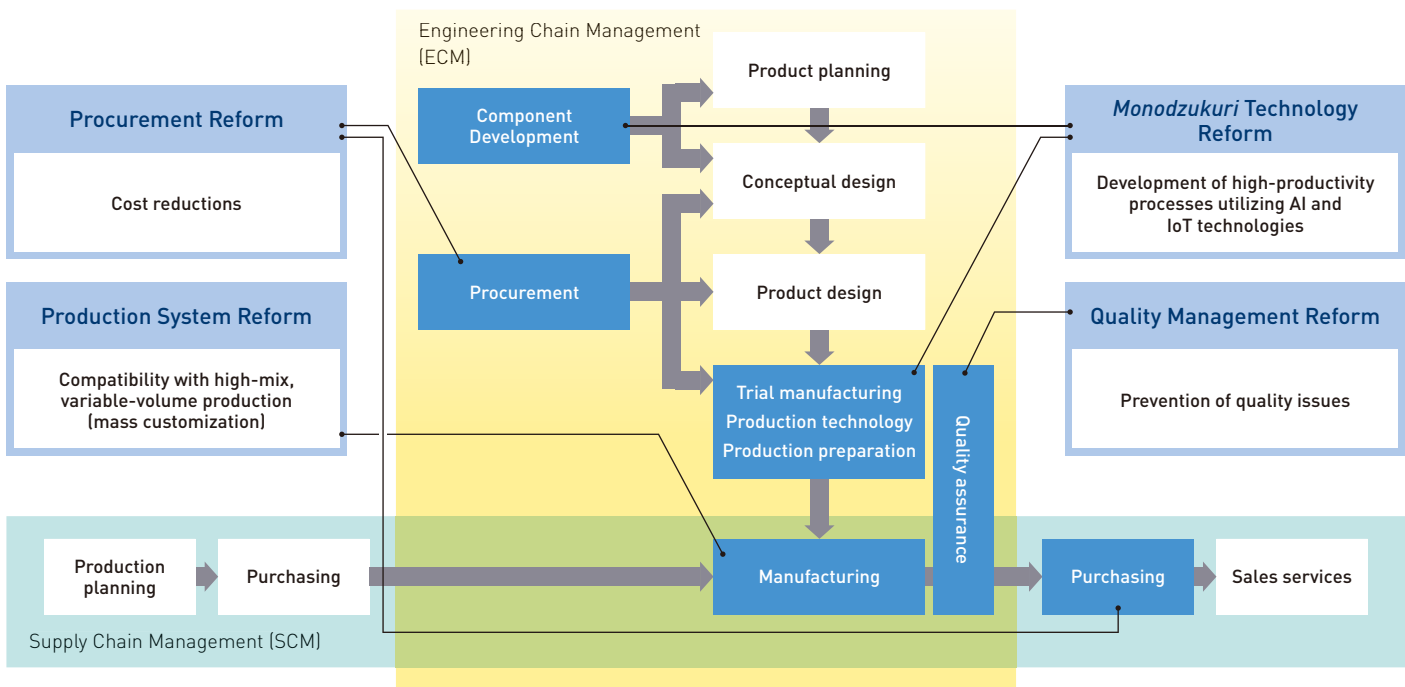 Engineering Chain Management
(ECM)
Procurement Reform
Cost reductions
Production System Reform
Compatibility with high-mix,
variable-volume production
(mass customization)
Component
Development
Procurement
Product planning
Conceptual design
Product design
Trial manufacturing
Production technology
Production preparation
Quality assurance
Monodzukuri Technology
Reform
Development of high-productivity
processes utilizing AI and
IoT technologies
Quality Management Reform
Prevention of quality issues
Production
planning
Purchasing
Manufacturing
Purchasing
Sales services
Supply Chain Management (SCM)